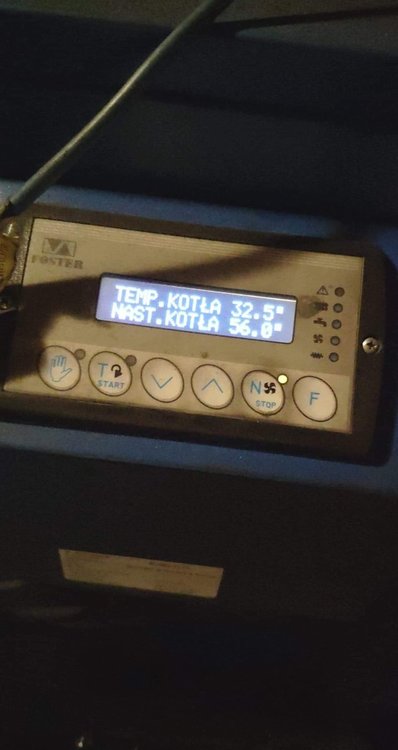 FOSTER
TEMP.KOTŁA 32.5°
NAST.KOTŁA 56.0°
T
START
N
STOP
F